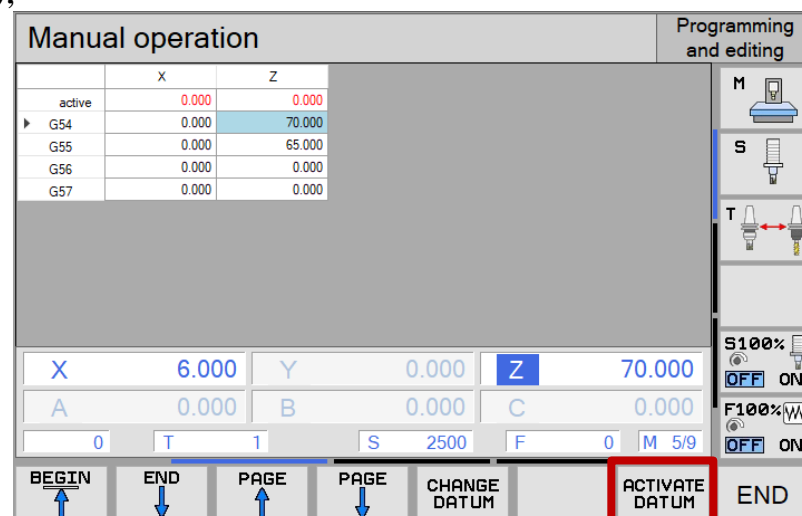 Manual operation
Programming
and editing
X Z
active 0.000 0.000
G54 0.000 70.000
G55 0.000 65.000
G56 0.000 0.000
G57 0.000 0.000
M
S
T
S100%
OFF ON
F100%
OFF ON
X 6.000 Y 0.000 Z 70.000
A 0.000 B 0.000 C 0.000
0 T 1 S 2500 F 0 M 5/9
BEGIN END PAGE PAGE CHANGE DATUM ACTIVATE DATUM END